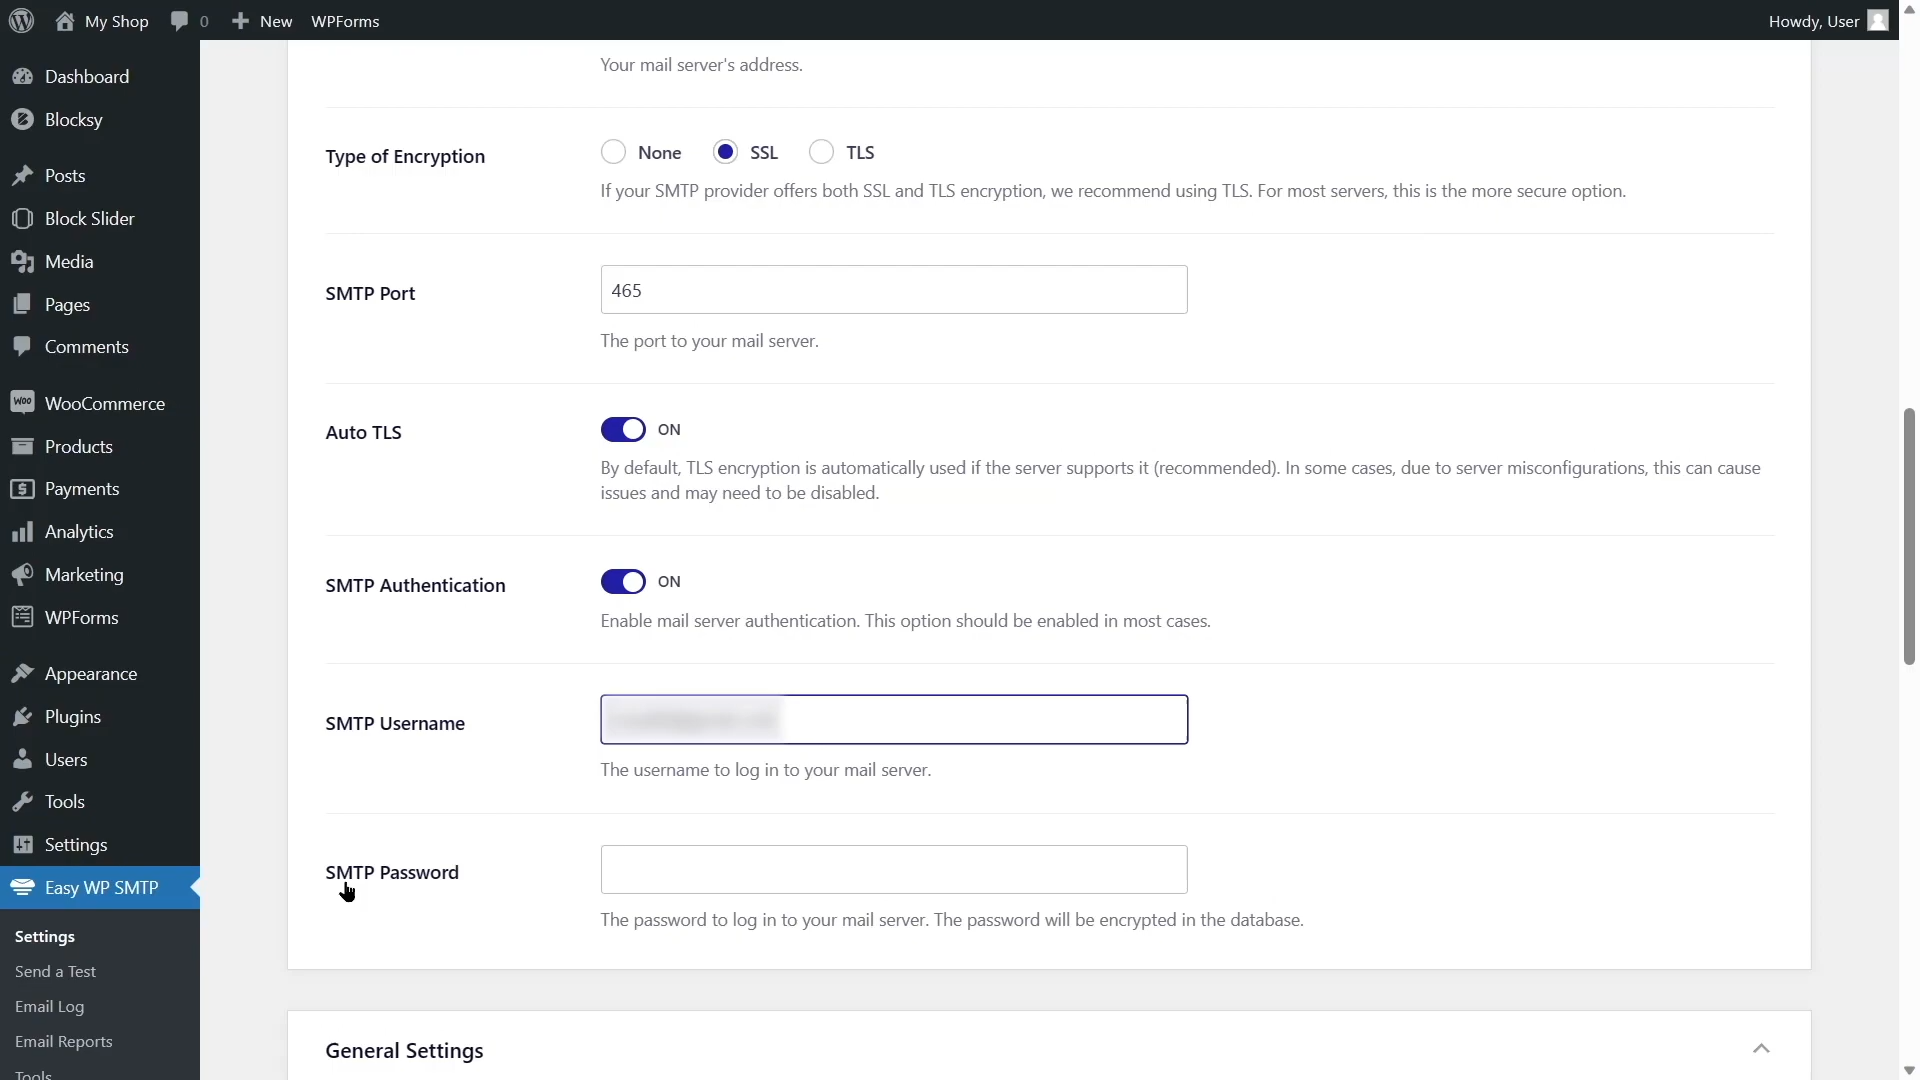 My Shop
0
New
WPForms
Howdy, User
Dashboard
Blocksy
Posts
Block Slider
Media
Pages
Comments
WooCommerce
Products
Payments
Analytics
Marketing
WPForms
Appearance
Plugins
Users
Tools
Settings
Easy WP SMTP
Settings
Send a Test
Email Log
Email Reports
Tools
Your mail server's address.
Type of Encryption
None
SSL
TLS
If your SMTP provider offers both SSL and TLS encryption, we recommend using TLS. For most servers, this is the more secure option.
SMTP Port
465
The port to your mail server.
Auto TLS
ON
By default, TLS encryption is automatically used if the server supports it (recommended). In some cases, due to server misconfigurations, this can cause
issues and may need to be disabled.
SMTP Authentication
ON
Enable mail server authentication. This option should be enabled in most cases.
SMTP Username
The username to log in to your mail server.
SMTP Password
The password to log in to your mail server. The password will be encrypted in the database.
General Settings